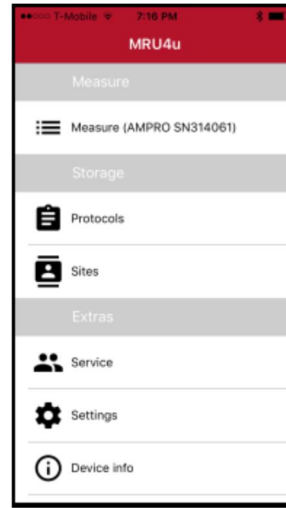 T-Mobile 7:16 PM
MRU4u
Measure
Measure (AMPRO SN314061)
Storage
Protocols
Sites
Extras
Service
Settings
Device info